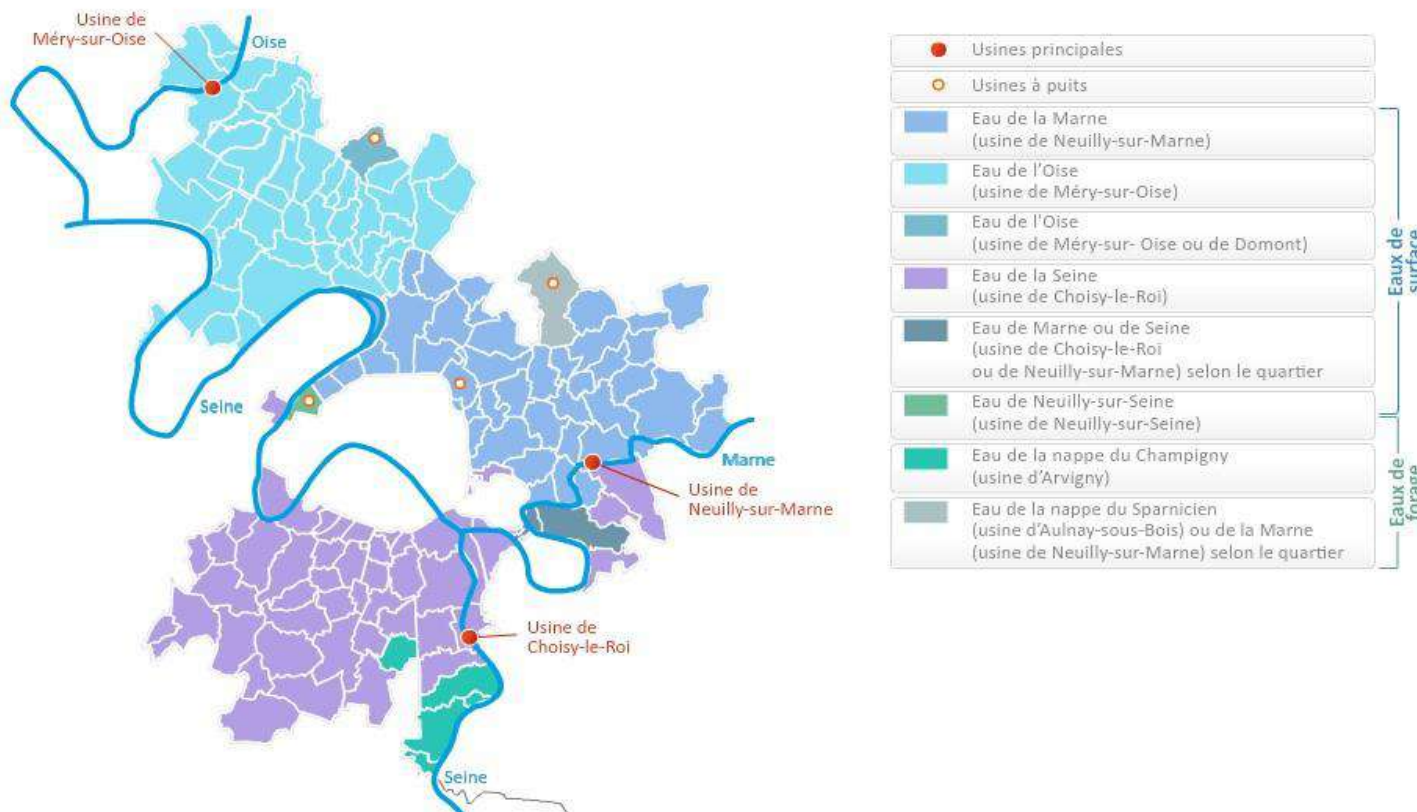 Usine de
Méry-sur-Oise
Oise
Seine
Marne
Usine de
Neuilly-sur-Marne
Usine de
Choisy-le-Roi
Seine
Usines principales
Usines à puits
Eau de la Marne
(usine de Neuilly-sur-Marne)
Eau de l'Oise
(usine de Méry-sur-Oise)
Eau de l'Oise
(usine de Méry-sur- Oise ou de Domont)
Eau de la Seine
(usine de Choisy-le-Roi)
Eau de Marne ou de Seine
(usine de Choisy-le-Roi
ou de Neuilly-sur-Marne) selon le quartier
Eau de Neuilly-sur-Seine
(usine de Neuilly-sur-Seine)
Eau de la nappe du Champigny
(usine d'Arvigny)
Eau de la nappe du Sparnicien
(usine d'Aulnay-sous-Bois) ou de la Marne
(usine de Neuilly-sur-Marne) selon le quartier
Eaux de
surface
Eaux de
forage